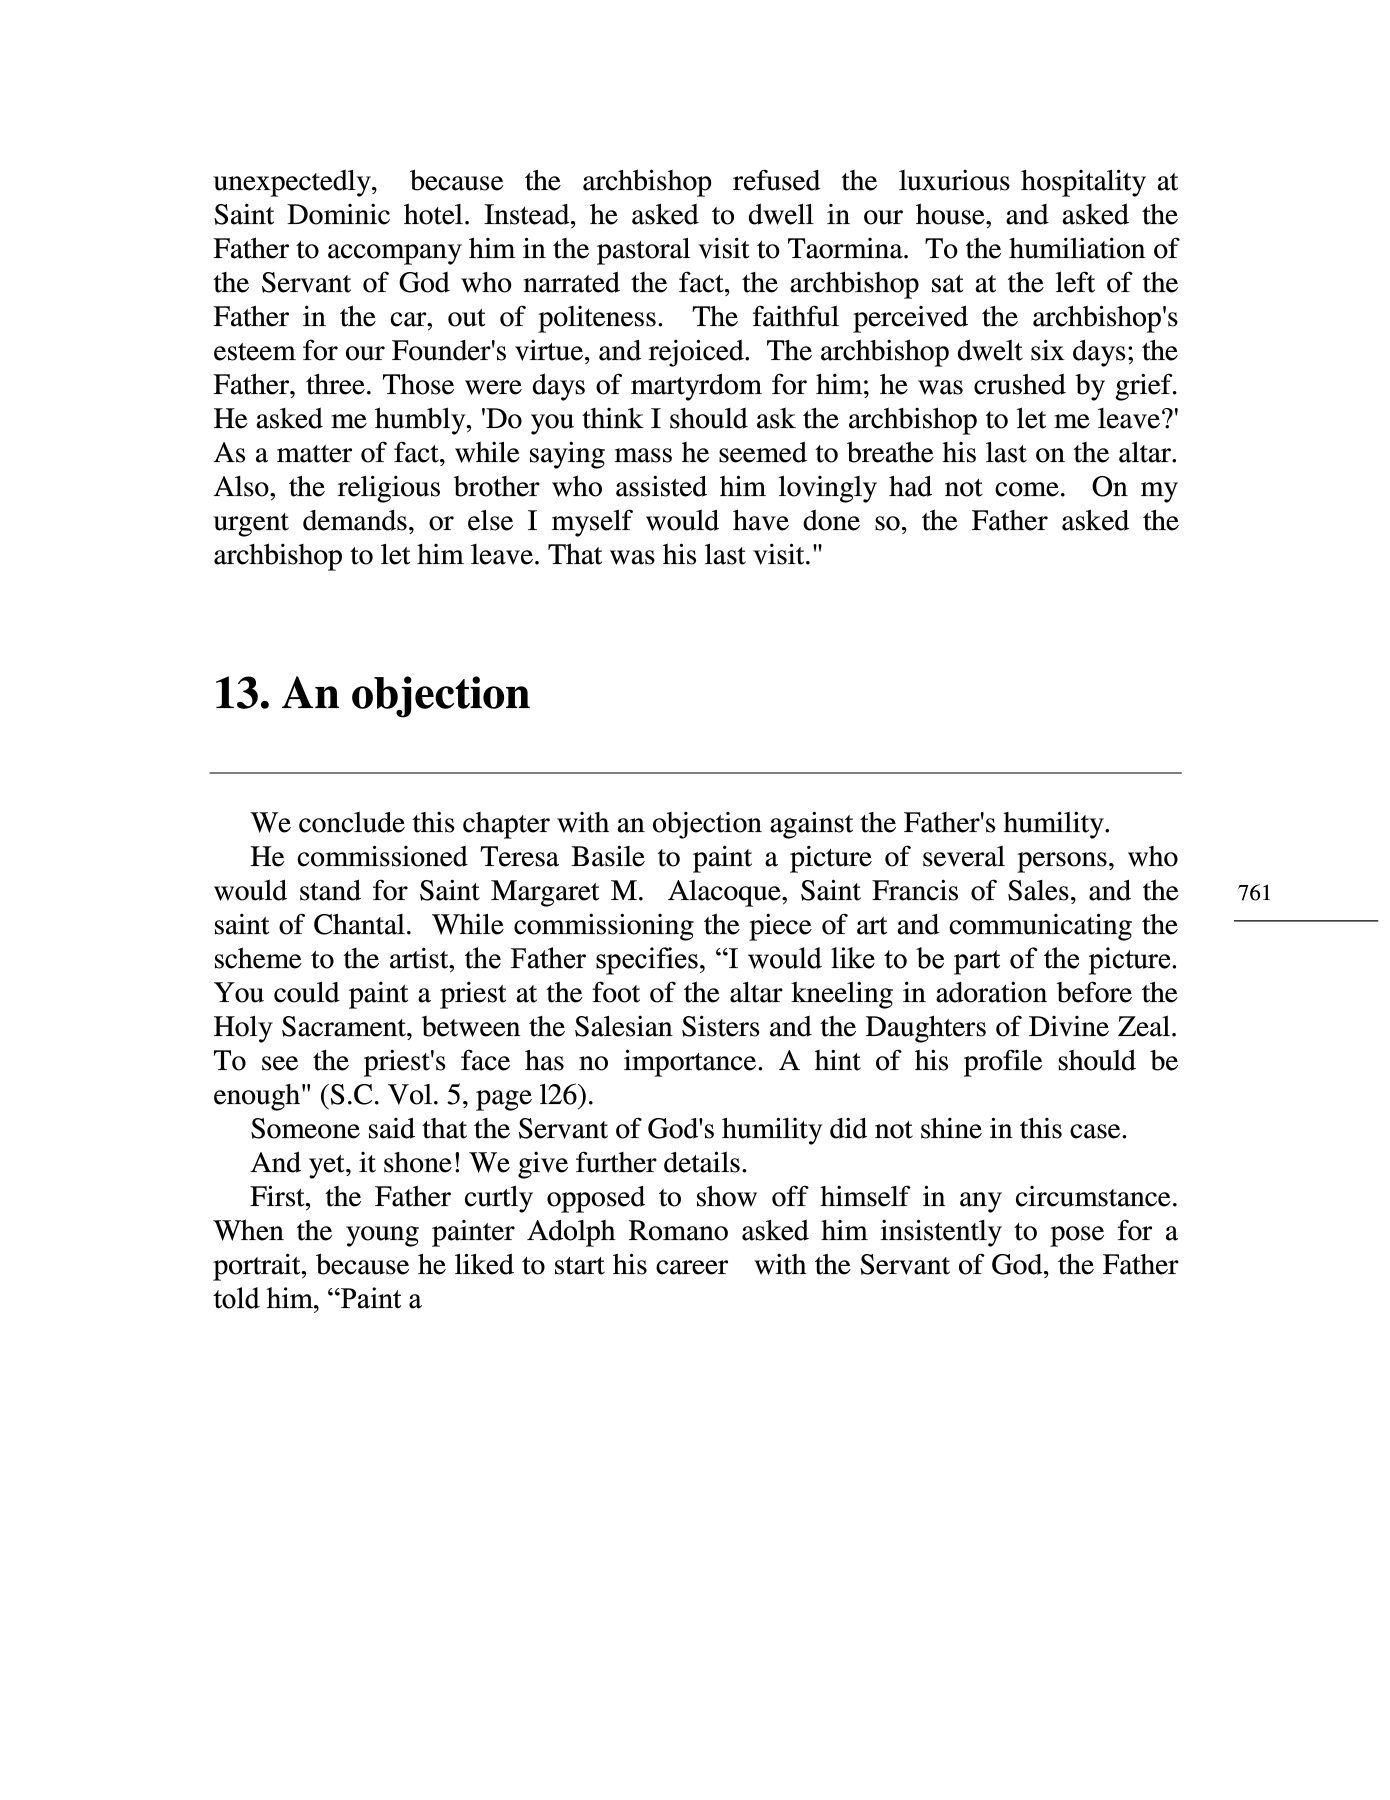 unexpectedly, because the archbishop refused the luxurious hospitality at
Saint Dominic hotel. Instead, he asked to dwell in our house, and asked the
Father to accompany him in the pastoral visit to Taormina. To the humiliation of
the Servant of God who narrated the fact, the archbishop sat at the left of the
Father in the car, out of politeness. The faithful perceived the archbishop's
esteem for our Founder's virtue, and rejoiced. The archbishop dwelt six days; the
Father, three. Those were days of martyrdom for him; he was crushed by grief.
He asked me humbly, 'Do you think I should ask the archbishop to let me leave?'
As a matter of fact, while saying mass he seemed to breathe his last on the altar.
Also, the religious brother who assisted him lovingly had not come. On my
urgent demands, or else I myself would have done so, the Father asked the
archbishop to let him leave. That was his last visit."
13. An objection
We conclude this chapter with an objection against the Father's humility.
He commissioned Teresa Basile to paint a picture of several persons, who
would stand for Saint Margaret M. Alacoque, Saint Francis of Sales, and the
saint of Chantal. While commissioning the piece of art and communicating the
scheme to the artist, the Father specifies, “I would like to be part of the picture.
You could paint a priest at the foot of the altar kneeling in adoration before the
Holy Sacrament, between the Salesian Sisters and the Daughters of Divine Zeal.
To see the priest's face has no importance. A hint of his profile should be
enough" (S.C. Vol. 5, page l26).
Someone said that the Servant of God's humility did not shine in this case.
And yet, it shone! We give further details.
First, the Father curtly opposed to show off himself in any circumstance.
When the young painter Adolph Romano asked him insistently to pose for a
portrait, because he liked to start his career with the Servant of God, the Father
told him, “Paint a
761